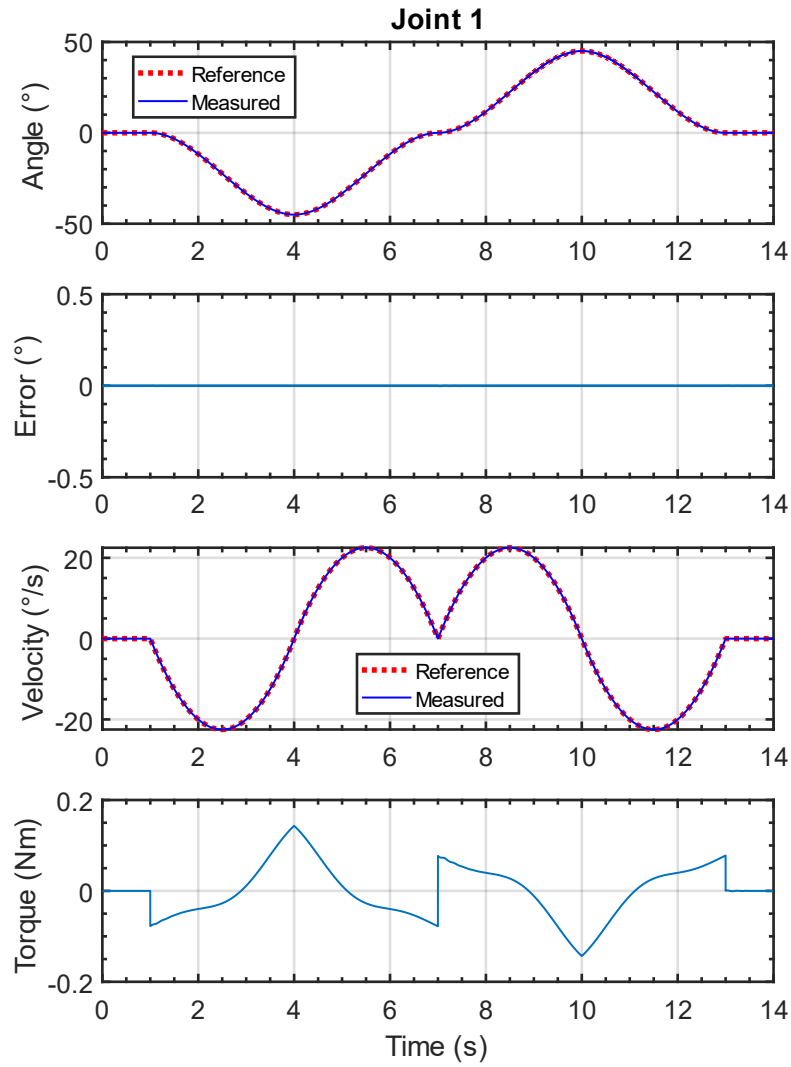 Joint 1
50
0
-50
Angle (°)
Reference
Measured
0 2 4 6 8 10 12 14
0.5
0
-0.5
Error (°)
0 2 4 6 8 10 12 14
20
0
-20
Velocity (°/s)
Reference
Measured
0 2 4 6 8 10 12 14
0.2
0
-0.2
Torque (Nm)
0 2 4 6 8 10 12 14
Time (s)